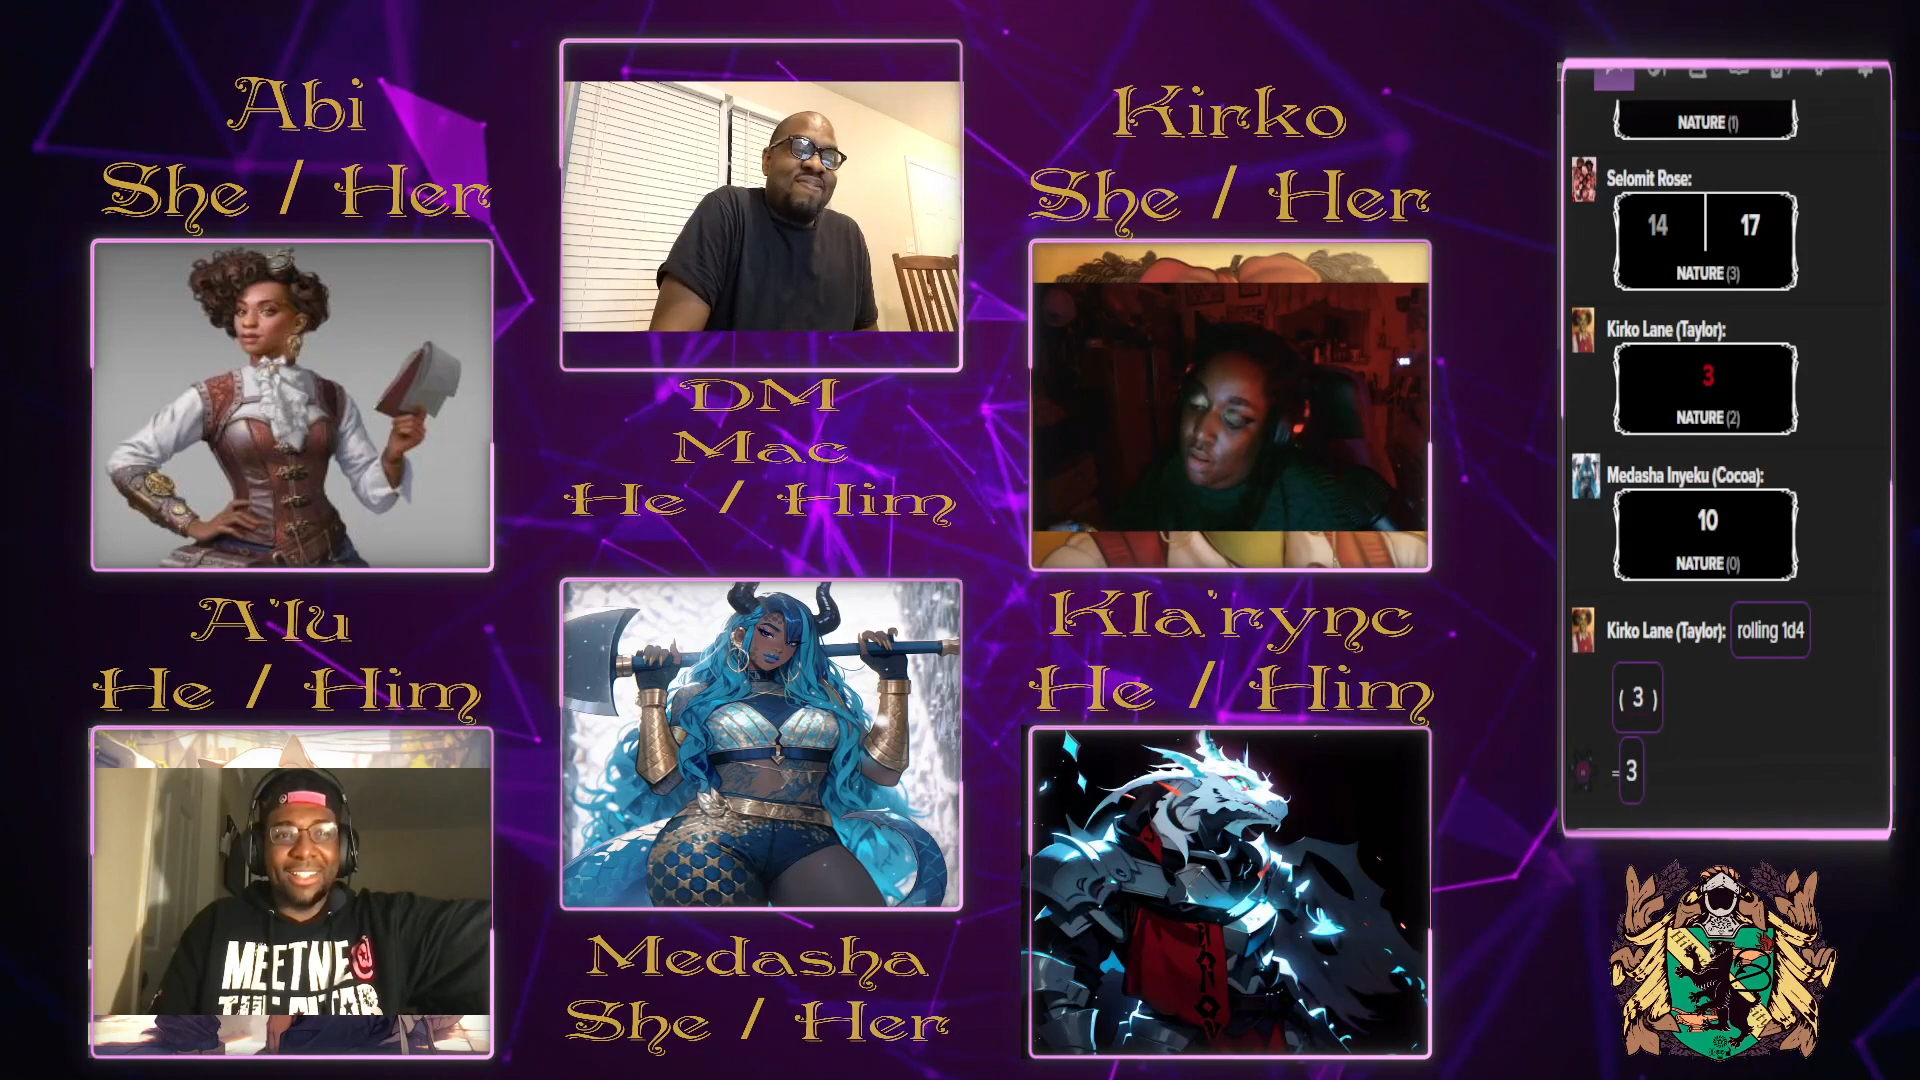 Abi
She / Her
DM
Mac
He / Him
Kirko
She / Her
A'lu
He / Him
MEETNE
Medasha
She / Her
Kla'rync
He / Him
NATURE (1)
Selomit Rose:
14 17
NATURE (3)
Kirko Lane (Taylor):
3
NATURE (2)
Medasha Inyeku (Cocoa):
10
NATURE (0)
Kirko Lane (Taylor): rolling 1d4
( 3 )
=3